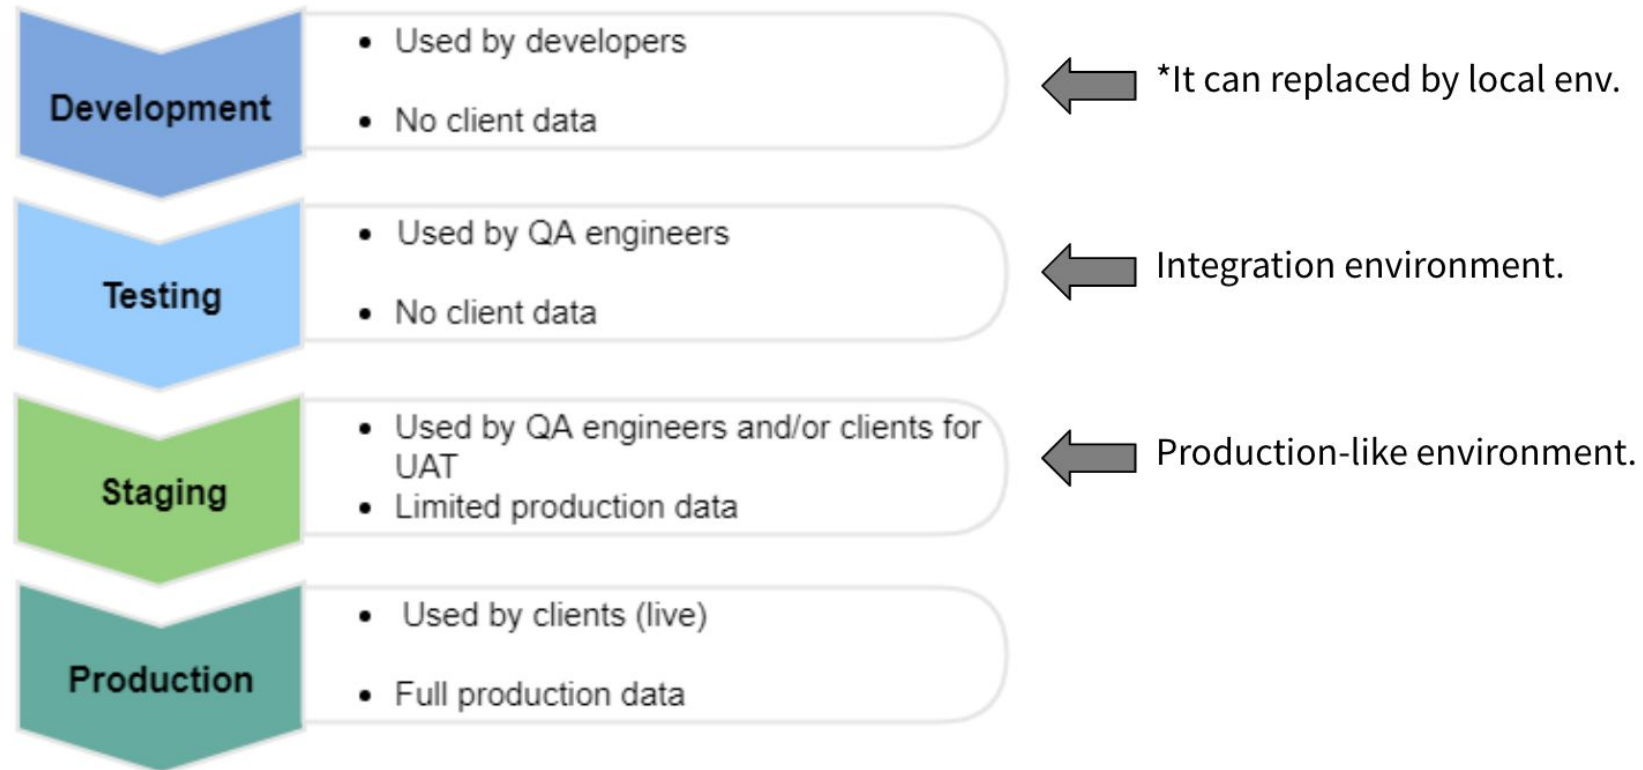 Development
• Used by developers
• No client data
*It can replaced by local env.
Testing
• Used by QA engineers
• No client data
Integration environment.
Staging
• Used by QA engineers and/or clients for
UAT
• Limited production data
Production-like environment.
Production
• Used by clients (live)
• Full production data